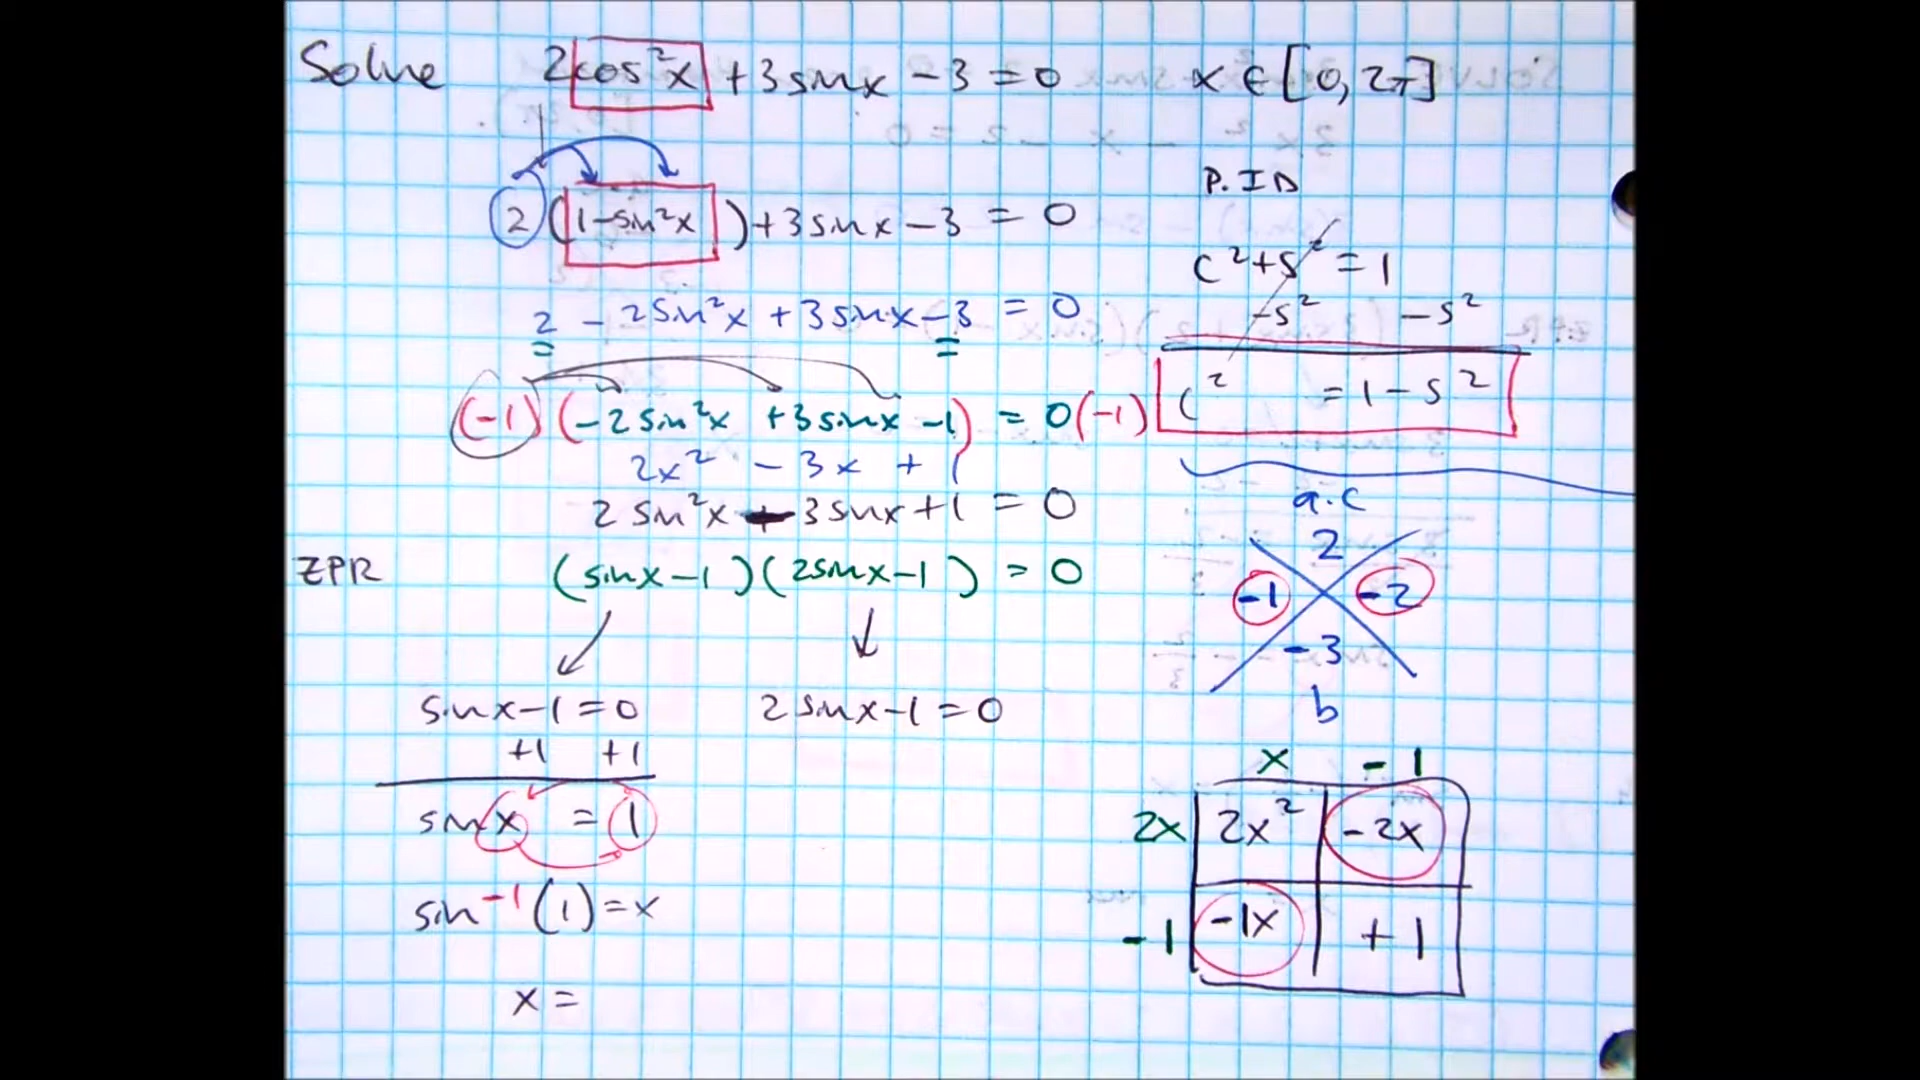 Solve 2cos²x + 3sinx - 3 = 0 x ∈ [0, 2π]
2(1-sin²x) + 3sinx - 3 = 0
2 - 2sin²x + 3sinx - 3 = 0
(-1)(-2sin²x + 3sinx - 1) = 0(-1)
2x² - 3x + 1
2sin²x - 3sinx + 1 = 0
ZPR (sinx-1)(2sinx-1) = 0
sinx-1=0 2sinx-1=0
+1 +1
sinx = 1
sin⁻¹(1)=x
x =
P. ID
c²+s²=1
-s² -s²
c² = 1-s²
a.c
2
-1 -2
-3
b
x -1
2x 2x² -2x
-1 -1x +1